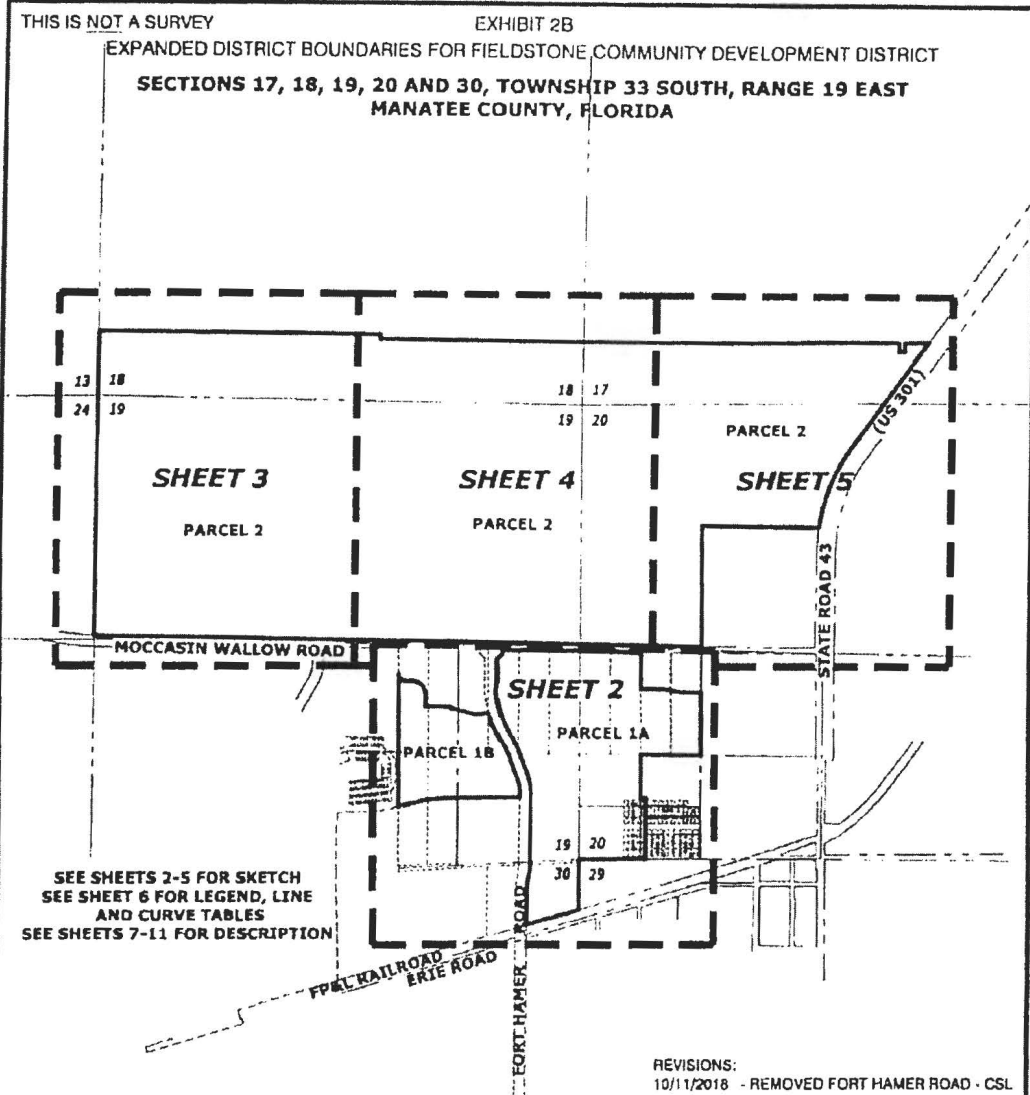 THIS IS NOT A SURVEY
EXHIBIT 2B
EXPANDED DISTRICT BOUNDARIES FOR FIELDSTONE COMMUNITY DEVELOPMENT DISTRICT
SECTIONS 17, 18, 19, 20 AND 30, TOWNSHIP 33 SOUTH, RANGE 19 EAST
MANATEE COUNTY, FLORIDA
13 18
24 19
18 17
19 20
(US 301)
PARCEL 2
SHEET 3
PARCEL 2
SHEET 4
PARCEL 2
SHEET 5
STATE ROAD 43
MOCCASIN WALLOW ROAD
SHEET 2
PARCEL 1A
PARCEL 1B
19 20
30 29
SEE SHEETS 2-5 FOR SKETCH
SEE SHEET 6 FOR LEGEND, LINE
AND CURVE TABLES
SEE SHEETS 7-11 FOR DESCRIPTION
FP&L RAILROAD
ERIE ROAD
FORT HAMER ROAD
REVISIONS:
10/11/2018 - REMOVED FORT HAMER ROAD - CSL